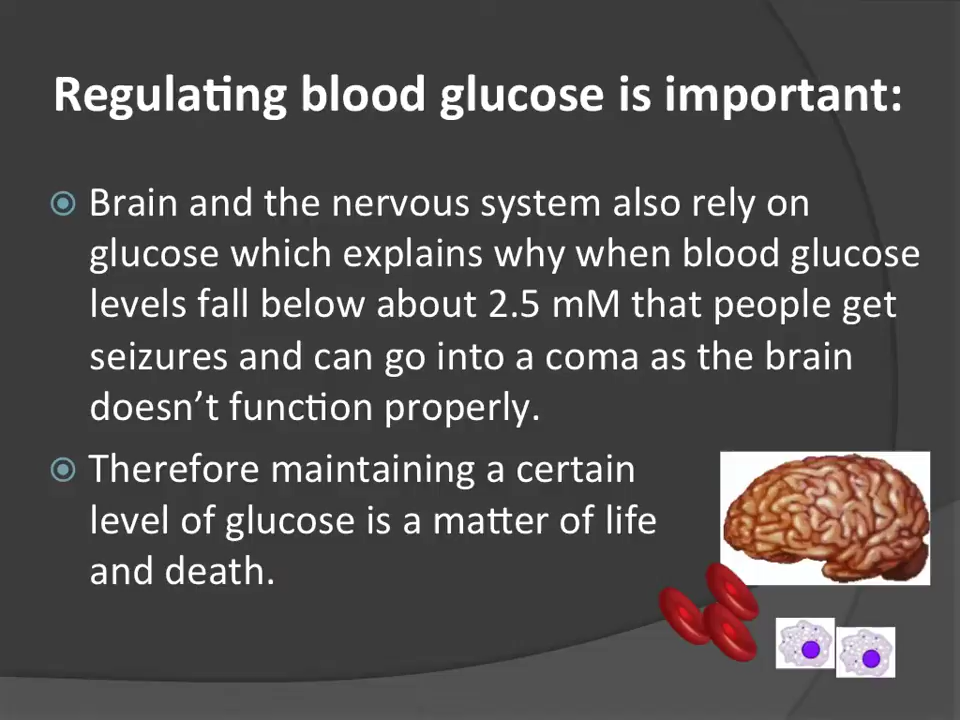 Regulating blood glucose is important:
Brain and the nervous system also rely on
glucose which explains why when blood glucose
levels fall below about 2.5 mM that people get
seizures and can go into a coma as the brain
doesn’t function properly.
Therefore maintaining a certain
level of glucose is a matter of life
and death.